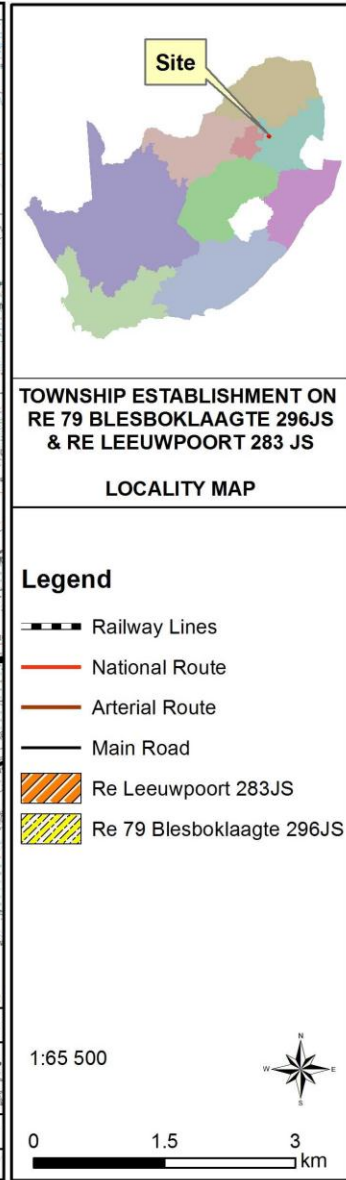 Site
TOWNSHIP ESTABLISHMENT ON
RE 79 BLESBOKLAAGTE 296JS
& RE LEEUWPOORT 283 JS
LOCALITY MAP
Legend
Railway Lines
National Route
Arterial Route
Main Road
Re Leeuwpoort 283JS
Re 79 Blesboklaagte 296JS
1:65 500
N
W
E
S
0
1.5
3
km